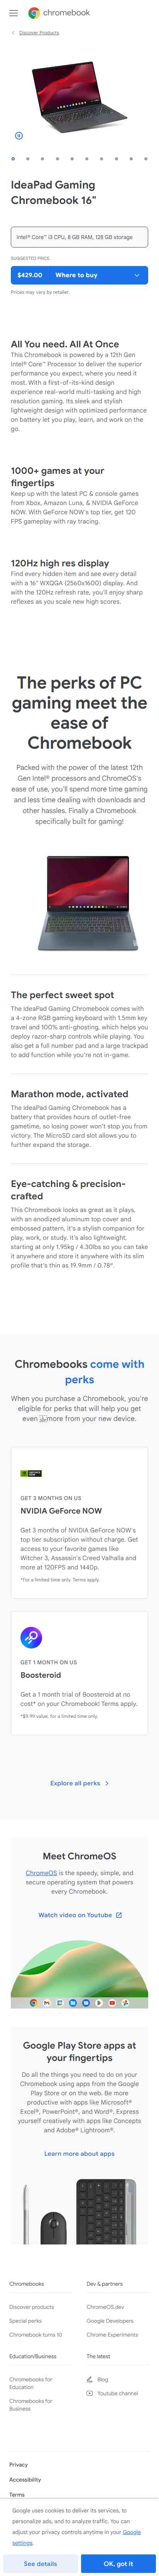 chromebook
Discover Products
IdeaPad Gaming
Chromebook 16"
Intel® Core™ i3 CPU, 8 GB RAM, 128 GB storage
SUGGESTED PRICE
$429.00 Where to buy
Prices may vary by retailer.
All You need. All At Once
This Chromebook is powered by a 12th Gen
Intel® Core™ Processor to deliver the superb
performance you're looking for, wherever you
need it. With a first-of-its-kind design
experience and real-world multi-tasking, its
gaming is insane. Its sleek and stylish
lightweight design with optimized performance
on battery let you play, learn, and work on the
go.
1000+ games at your
fingertips
Keep up with the latest PC & console games
from Xbox, Amazon Luna, & NVIDIA GeForce
NOW. With GeForce NOW's top tier, get 120
FPS gameplay with ray tracing.
120Hz high res display
Find every hidden item and see every detail
with a 16" WXQGA (2560x1600) display. And
with the 120Hz refresh rate, you'll enjoy sharp
reflexes as you scale new high scores.
The perks of PC
gaming meet the
ease of
Chromebook
Packed with the power of the latest 12th
Gen Intel® processors and ChromeOS's
ease of use, you'll spend more time gaming
and less time dealing with downloads and
other hassles. Finally a Chromebook
specifically built for gaming!
The perfect sweet spot
The IdeaPad Gaming Chromebook comes with
a 4-zone RGB gaming keyboard with 1.5mm key
travel and 100% anti-ghosting, which helps you
deploy razor-sharp controls while playing. You
also get a full number pad and a laptop trackpad
to add function when you're not in-game.
Marathon mode, activated
The IdeaPad Gaming Chromebook has a
battery that provides hours of outlet-free
gaming, so losing power won't stop you from
victory. The MicroSD card slot allows you to
further expand the storage.
Eye-catching & precision-
crafted
This Chromebook looks as great as it plays,
with an anodized aluminum top cover and
embossed pattern, it's a gaming companion for
play, work, or study. It's also slim and lightweight,
starting at only 1.95kg / 4.30lbs so you can take
it anywhere and store it anywhere with its slim
profile that's thin as 19.9mm / 0.78".
Chromebooks come with
perks
When you purchase a Chromebook, you're
eligible for perks that will help you get
even more from your new device.
GET 3 MONTHS ON US
NVIDIA GeForce NOW
Get 3 months of NVIDIA GeForce NOW's
top tier subscription without charge. Get
access to your favorite games like
Witcher 3, Assassin's Creed Valhalla and
more at 120FPS and 1440p.
*For a limited time only. Terms apply.
GET 1 MONTH ON US
Boosteroid
Get a 1 month trial of Boosteroid at no
cost* on your Chromebook! Terms apply.
*$9.99 value, for a limited time only.
Explore all perks
Meet ChromeOS
ChromeOS is the speedy, simple, and
secure operating system that powers
every Chromebook.
Watch video on Youtube
Google Play Store apps at
your fingertips
Do all the things you need to do on your
Chromebook using apps from the Google
Play Store or on the web. Be more
productive with apps like Microsoft®
Excel®, PowerPoint®, and Word®. Express
yourself creatively with apps like Concepts
and Adobe® Lightroom®.
Learn more about apps
Chromebooks
Dev & partners
Discover products
ChromeOS.dev
Special perks
Google Developers
Chromebook turns 10
Chrome Experiments
Education/Business
The latest
Chromebooks for
Education
Blog
Youtube channel
Chromebooks for
Business
Privacy
Accessibility
Terms
Google uses cookies to deliver its services, to
personalize ads, and to analyze traffic. You can
adjust your privacy controls anytime in your Google
settings.
See details
OK, got it